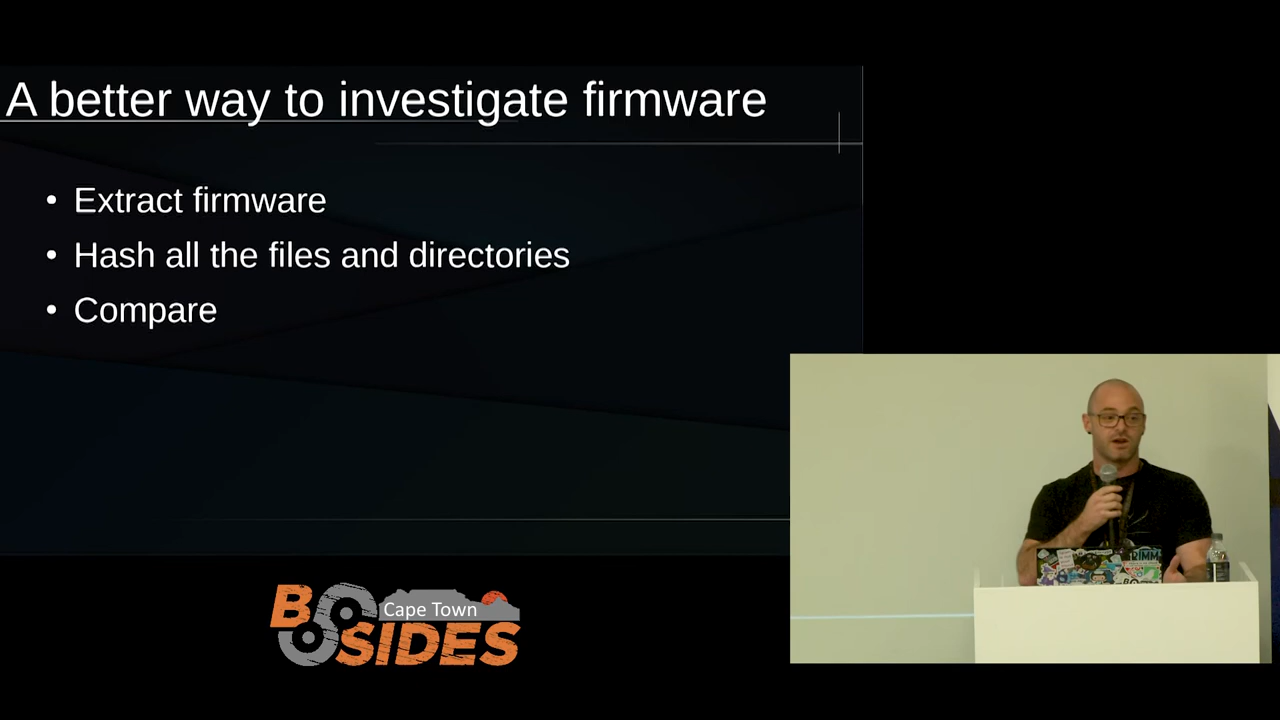 A better way to investigate firmware
• Extract firmware
• Hash all the files and directories
• Compare
Cape Town
BSIDES